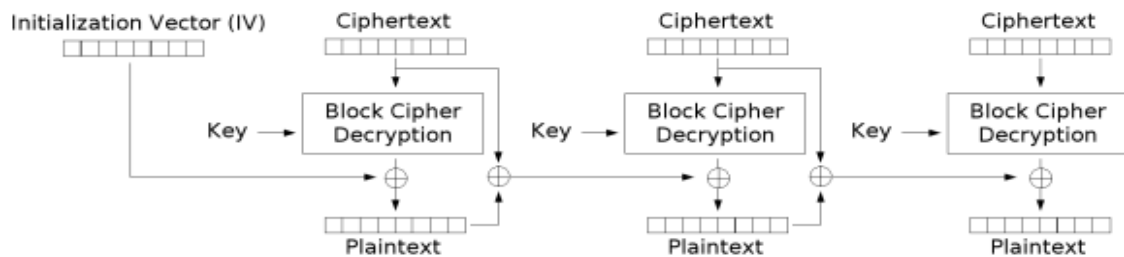 Initialization Vector (IV)
Ciphertext
Ciphertext
Ciphertext
Key
Block Cipher
Decryption
Key
Block Cipher
Decryption
Key
Block Cipher
Decryption
Plaintext
Plaintext
Plaintext